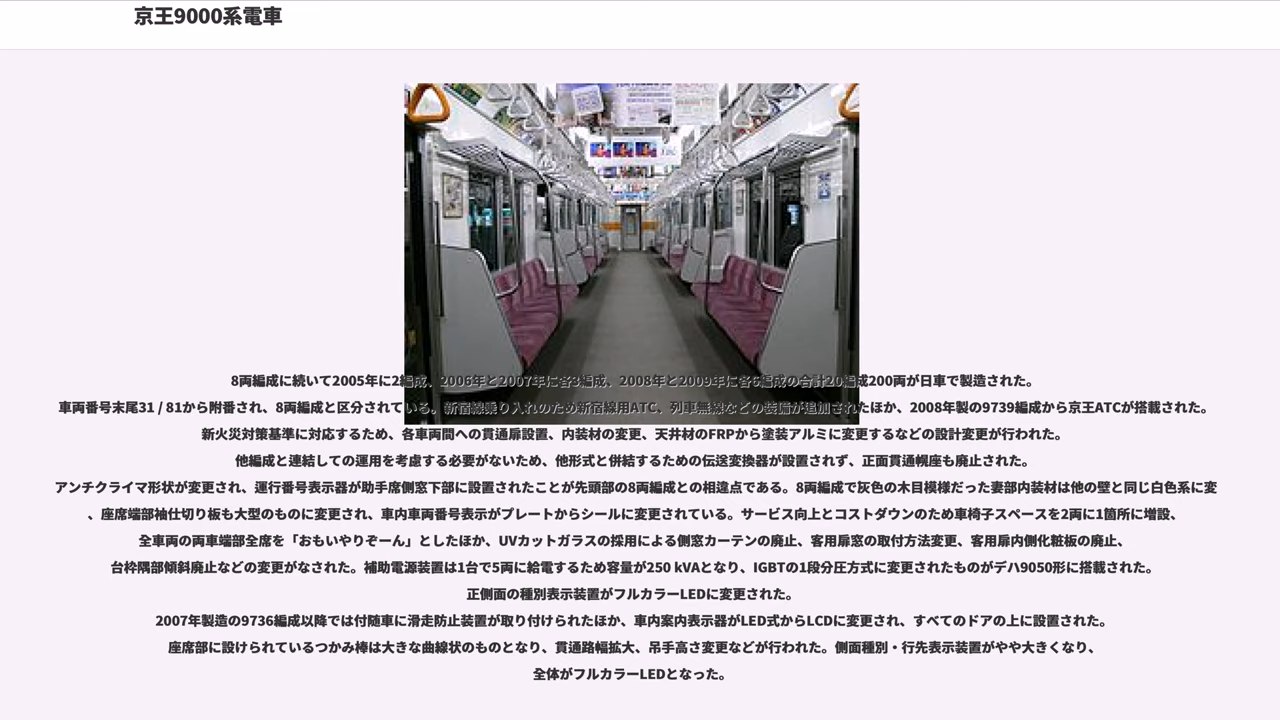 京王9000系電車
8両編成に続いて2005年に2編成、2006年と2007年に各3編成、2008年と2009年に各6編成の合計20編成200両が日車で製造された。
車両番号末尾31 / 81から附番され、8両編成と区分されている。新宿線乗り入れのため新宿線用ATC、列車無線などの装備が追加されたほか、2008年製の9739編成から京王ATCが搭載された。
新火災対策基準に対応するため、各車両間への貫通扉設置、内装材の変更、天井材のFRPから塗装アルミに変更するなどの設計変更が行われた。
他編成と連結しての運用を考慮する必要がないため、他形式と併結するための伝送変換器が設置されず、正面貫通幌座も廃止された。
アンチクライマ形状が変更され、運行番号表示器が助手席側窓下部に設置されたことが先頭部の8両編成との相違点である。8両編成で灰色の木目模様だった妻部内装材は他の壁と同じ白色系に変
、座席端部袖仕切り板も大型のものに変更され、車内車両番号表示がプレートからシールに変更されている。サービス向上とコストダウンのため車椅子スペースを2両に1箇所に増設、
全車両の両車端部全席を「おもいやりぞーん」としたほか、UVカットガラスの採用による側窓カーテンの廃止、客用扉窓の取付方法変更、客用扉内側化粧板の廃止、
台枠隅部傾斜廃止などの変更がなされた。補助電源装置は1台で5両に給電するため容量が250 kVAとなり、IGBTの1段分圧方式に変更されたものがデハ9050形に搭載された。
正側面の種別表示装置がフルカラーLEDに変更された。
2007年製造の9736編成以降では付随車に滑走防止装置が取り付けられたほか、車内案内表示器がLED式からLCDに変更され、すべてのドアの上に設置された。
座席部に設けられているつかみ棒は大きな曲線状のものとなり、貫通路幅拡大、吊手高さ変更などが行われた。側面種別・行先表示装置がやや大きくなり、
全体がフルカラーLEDとなった。